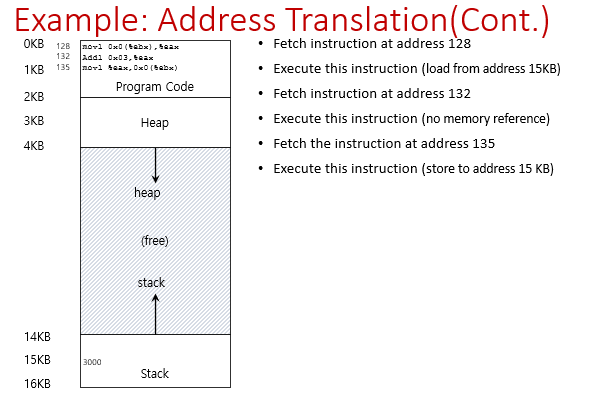 Example: Address Translation(Cont.)
0KB
128 movl 0x0(%ebx),%eax
132 Addl 0x03,%eax
135 movl %eax,0x0(%ebx)
1KB
Program Code
2KB
3KB
Heap
4KB
heap
(free)
stack
14KB
15KB
3000
Stack
16KB
• Fetch instruction at address 128
• Execute this instruction (load from address 15KB)
• Fetch instruction at address 132
• Execute this instruction (no memory reference)
• Fetch the instruction at address 135
• Execute this instruction (store to address 15 KB)